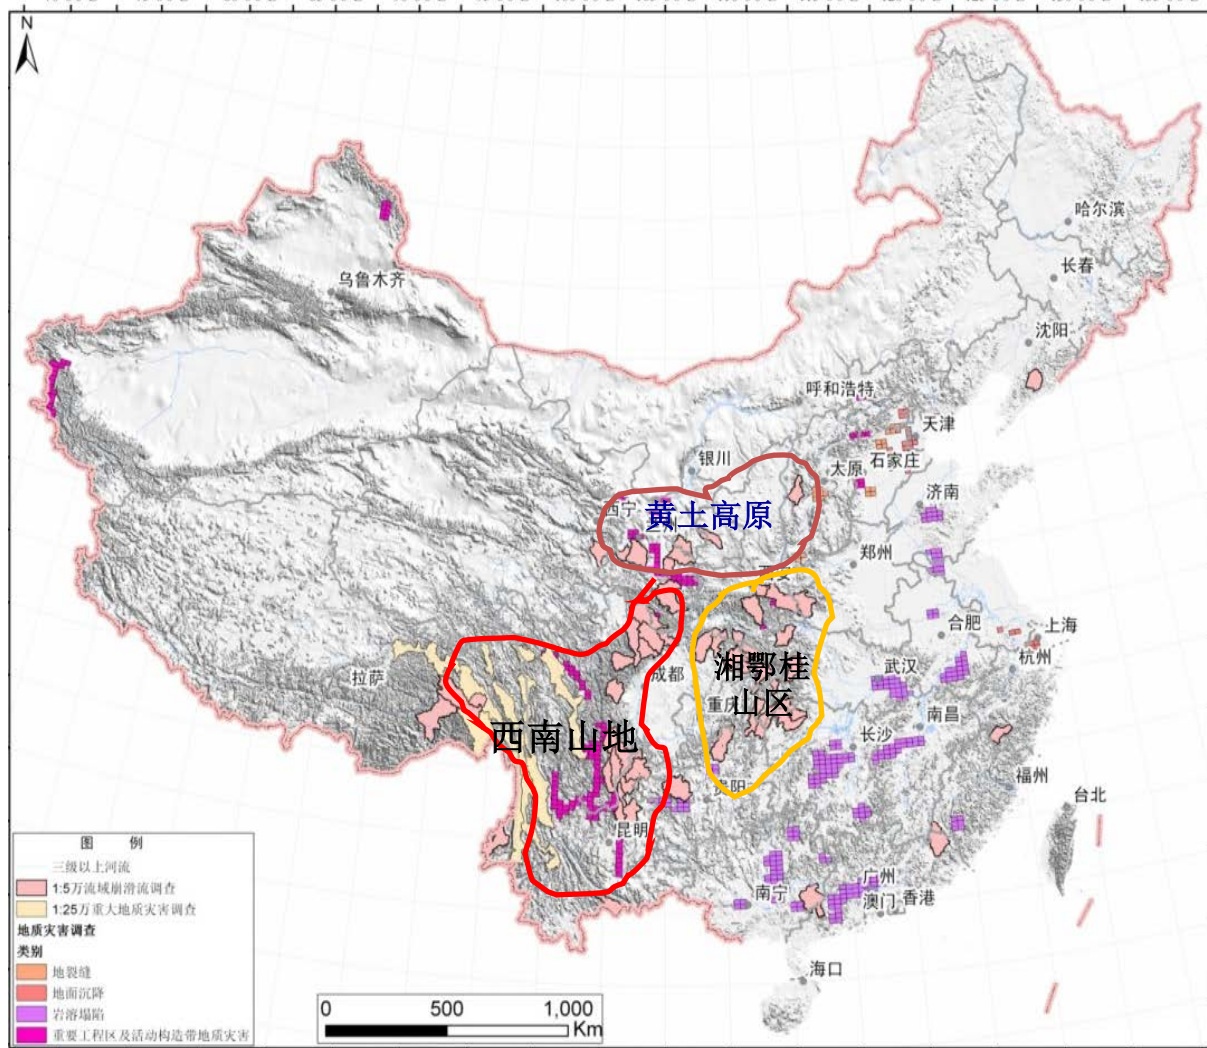 N
哈尔滨
长春
乌鲁木齐
沈阳
呼和浩特
天津
银川
太原
石家庄
西宁
济南
黄土高原
郑州
合肥
上海
杭州
拉萨
成都
武汉
湘鄂桂
山区
重庆
南昌
西南山地
长沙
贵阳
福州
台北
昆明
南宁
广州
澳门
香港
海口
图 例
三级以上河流
1:5万流域崩滑流调查
1:25万重大地质灾害调查
地质灾害调查
类别
地裂缝
地面沉降
岩溶塌陷
重要工程区及活动构造带地质灾害
0 500 1,000
Km